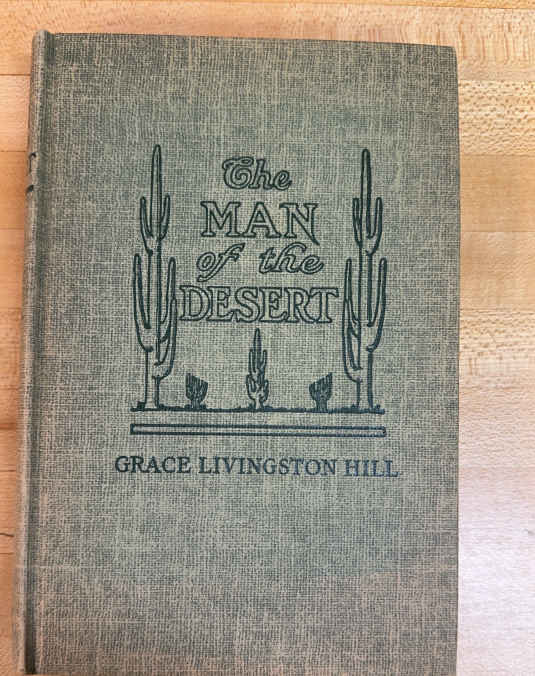 The
MAN
of the
DESERT
GRACE LIVINGSTON HILL